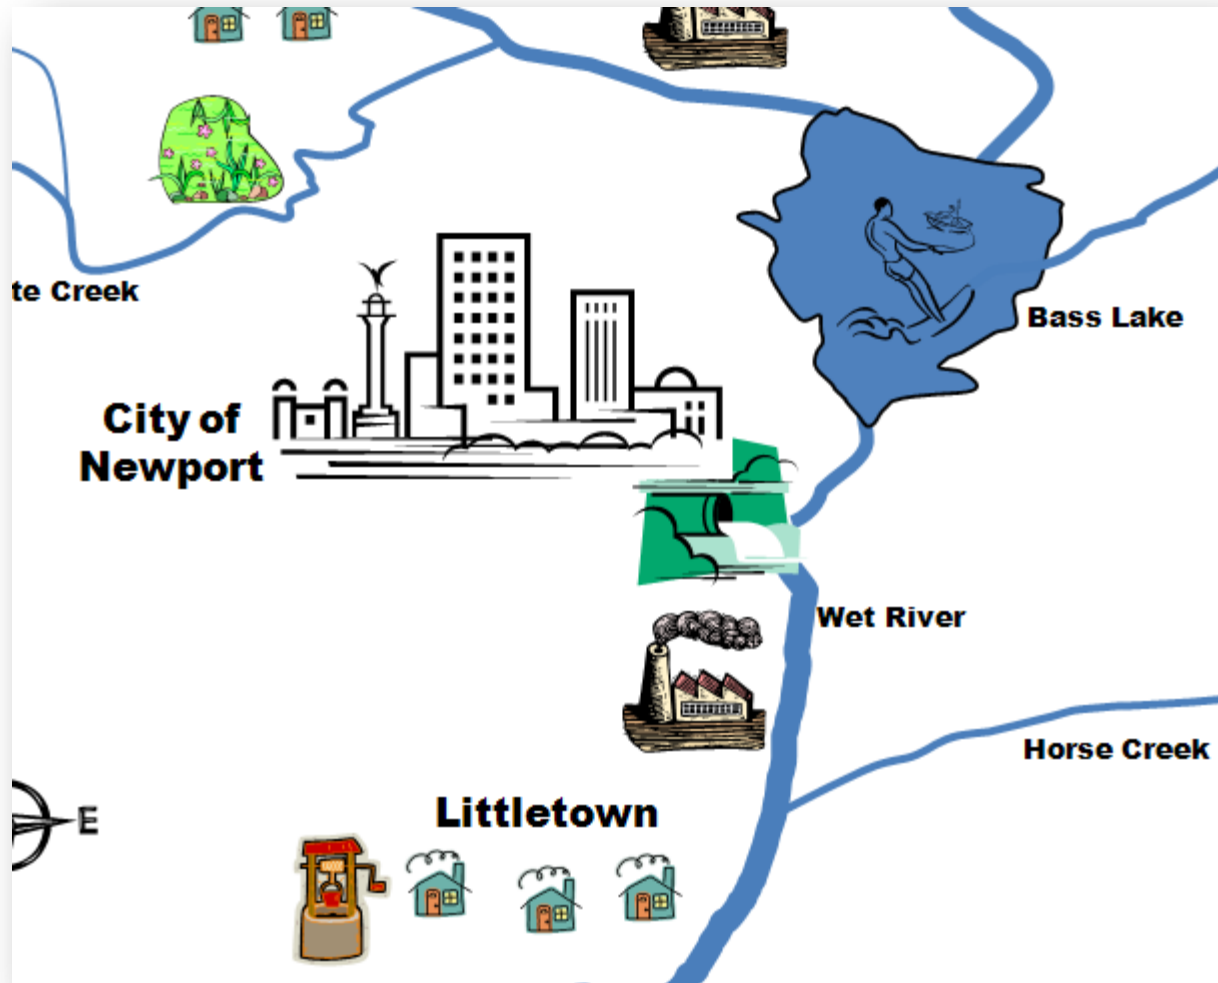 te Creek
Bass Lake
City of
Newport
Wet River
Horse Creek
Littletown
E